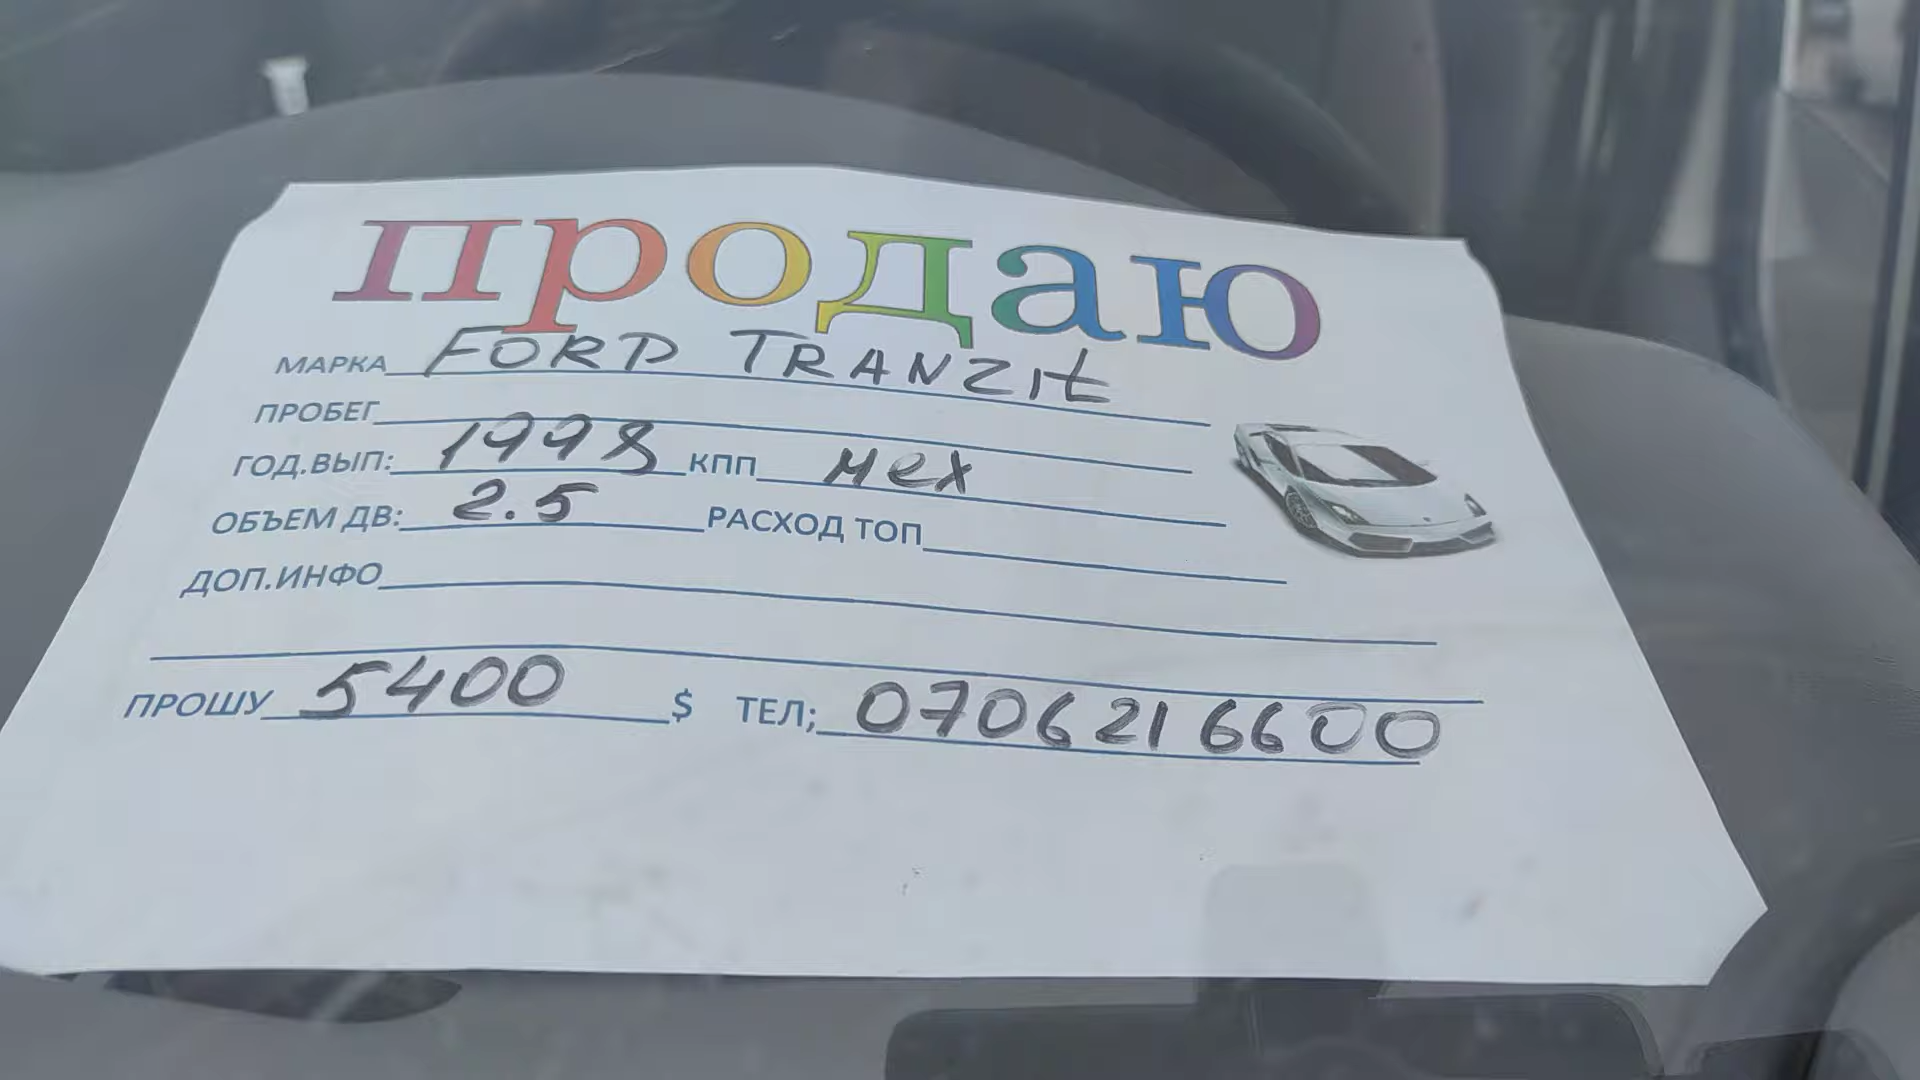 продаю
МАРКА FORD TRANZIt
ПРОБЕГ
ГОД.ВЫП: 1998 КПП мех
ОБЪЕМ ДВ: 2.5 РАСХОД ТОП
ДОП.ИНФО
ПРОШУ 5400 $ ТЕЛ; 0706216600